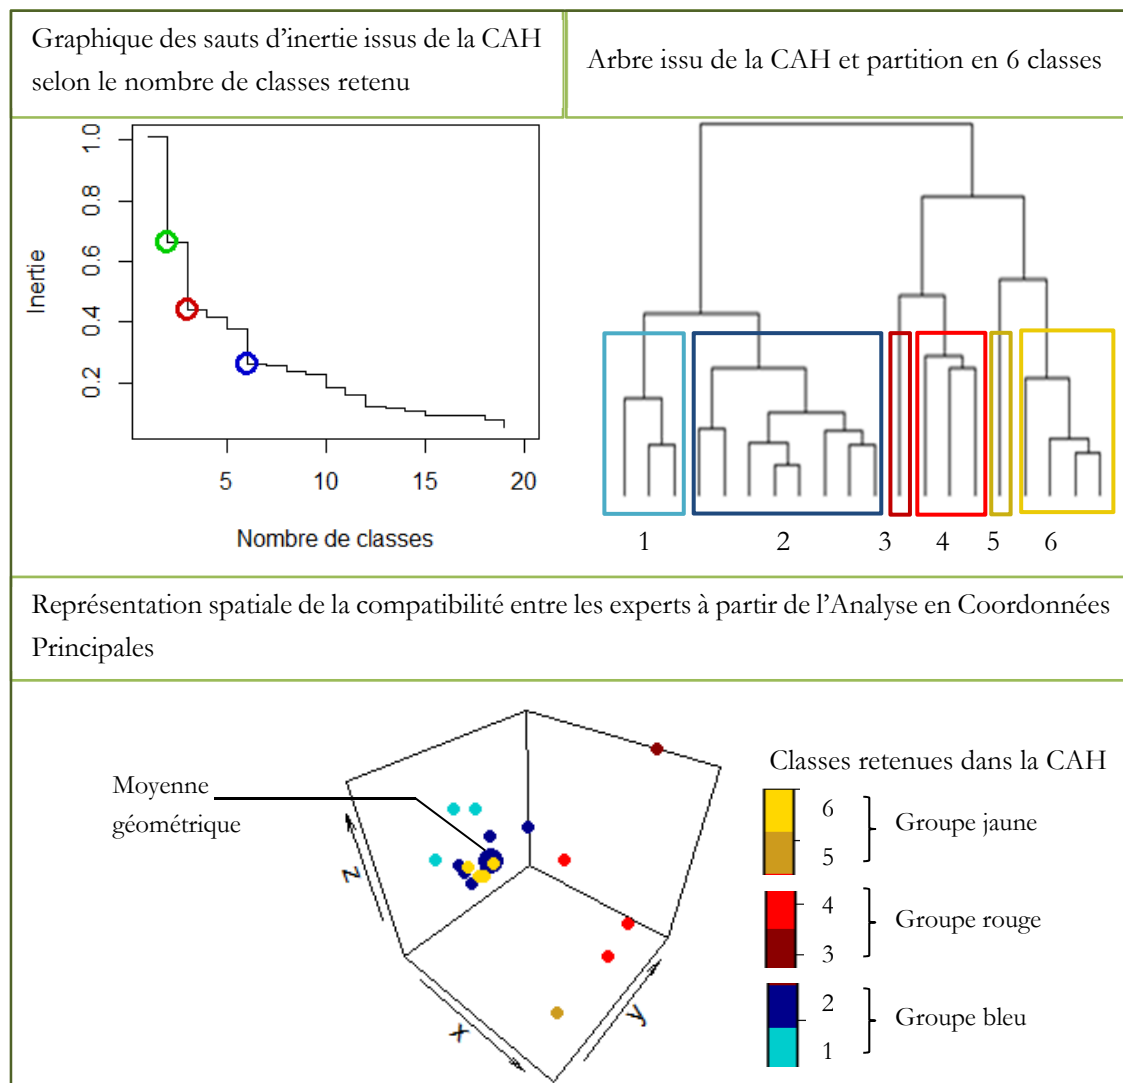 Graphique des sauts d'inertie issus de la CAH
selon le nombre de classes retenu
Arbre issu de la CAH et partition en 6 classes
Inertie
1.0
0.8
0.6
0.4
0.2
5 10 15 20
Nombre de classes
1 2 3 4 5 6
Représentation spatiale de la compatibilité entre les experts à partir de l'Analyse en Coordonnées
Principales
Moyenne
géométrique
z
x
y
Classes retenues dans la CAH
6
5
Groupe jaune
4
3
Groupe rouge
2
1
Groupe bleu